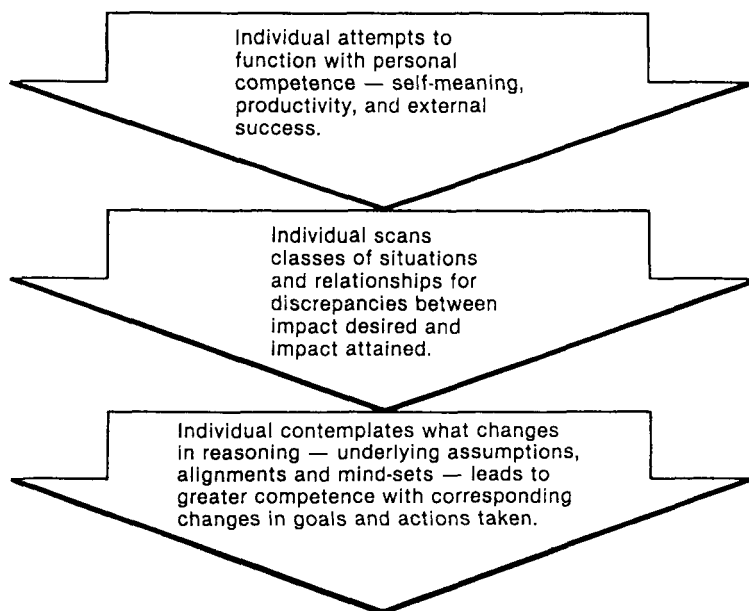 Individual attempts to
function with personal
competence — self-meaning,
productivity, and external
success.
Individual scans
classes of situations
and relationships for
discrepancies between
impact desired and
impact attained.
Individual contemplates what changes
in reasoning — underlying assumptions,
alignments and mind-sets — leads to
greater competence with corresponding
changes in goals and actions taken.